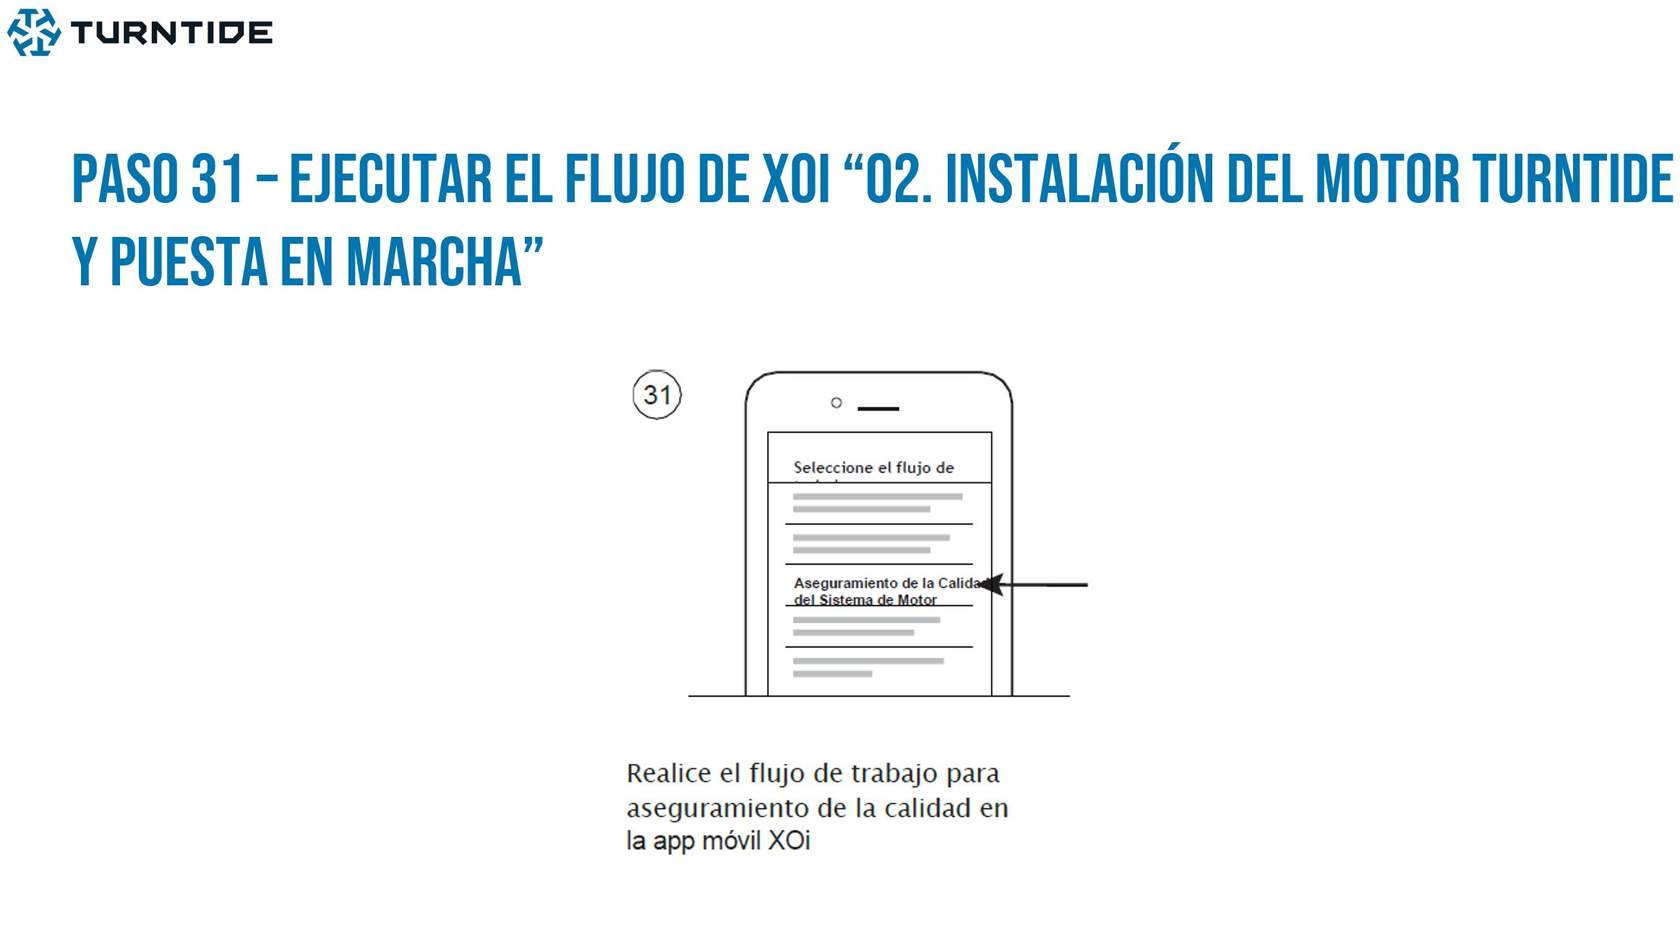 TURNTIDE
PASO 31 – EJECUTAR EL FLUJO DE XOI “02. INSTALACIÓN DEL MOTOR TURNTIDE
Y PUESTA EN MARCHA”
31
Seleccione el flujo de
Aseguramiento de la Calidad
del Sistema de Motor
Realice el flujo de trabajo para
aseguramiento de la calidad en
la app móvil XOi